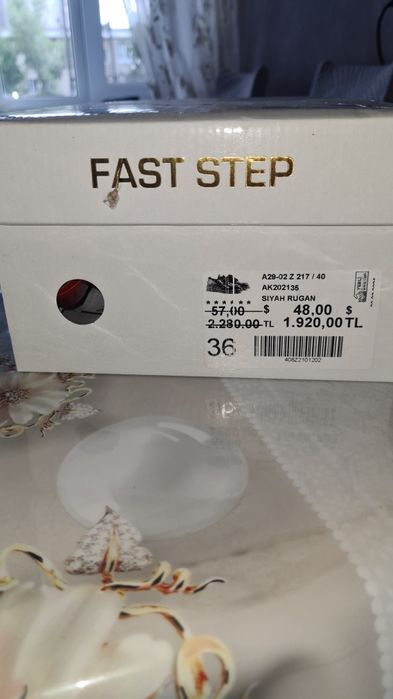 FAST STEP
A29-02 Z 217 / 40
AK202135
SIYAH RUGAN
57,00 $ 48,00 $
2.280,00 TL 1.920,00 TL
36
408Z2101202